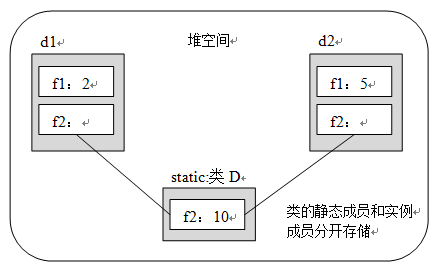 堆空间
d1
d2
f1：2
f2：
f1：5
f2：
static:类 D
f2：10
类的静态成员和实例
成员分开存储